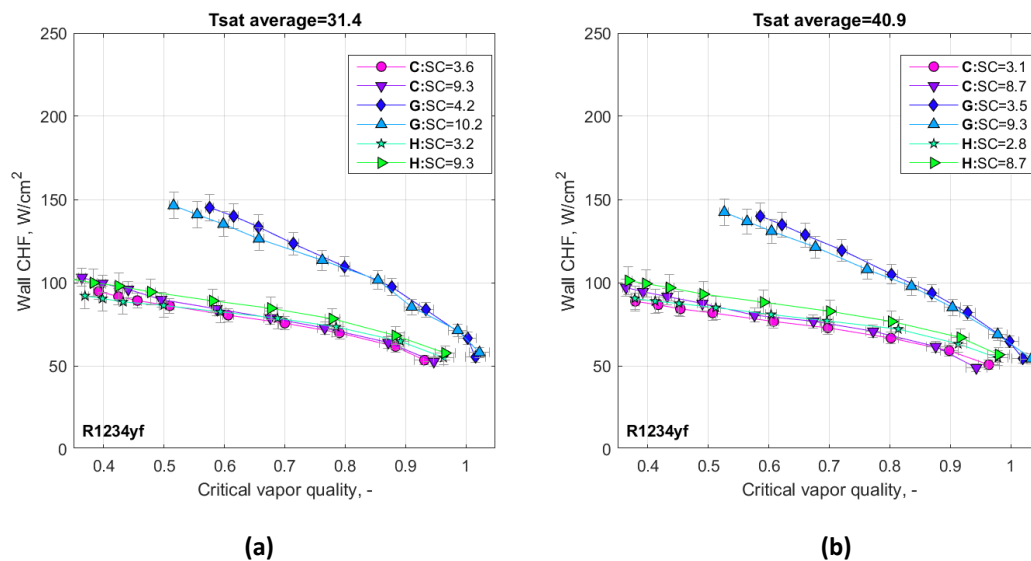 Tsat average=31.4
250
200
150
100
50
0
Wall CHF, W/cm²
C:SC=3.6
C:SC=9.3
G:SC=4.2
G:SC=10.2
H:SC=3.2
H:SC=9.3
R1234yf
0.4 0.5 0.6 0.7 0.8 0.9 1
Critical vapor quality, -
(a)
Tsat average=40.9
250
200
150
100
50
0
Wall CHF, W/cm²
C:SC=3.1
C:SC=8.7
G:SC=3.5
G:SC=9.3
H:SC=2.8
H:SC=8.7
R1234yf
0.4 0.5 0.6 0.7 0.8 0.9 1
Critical vapor quality, -
(b)